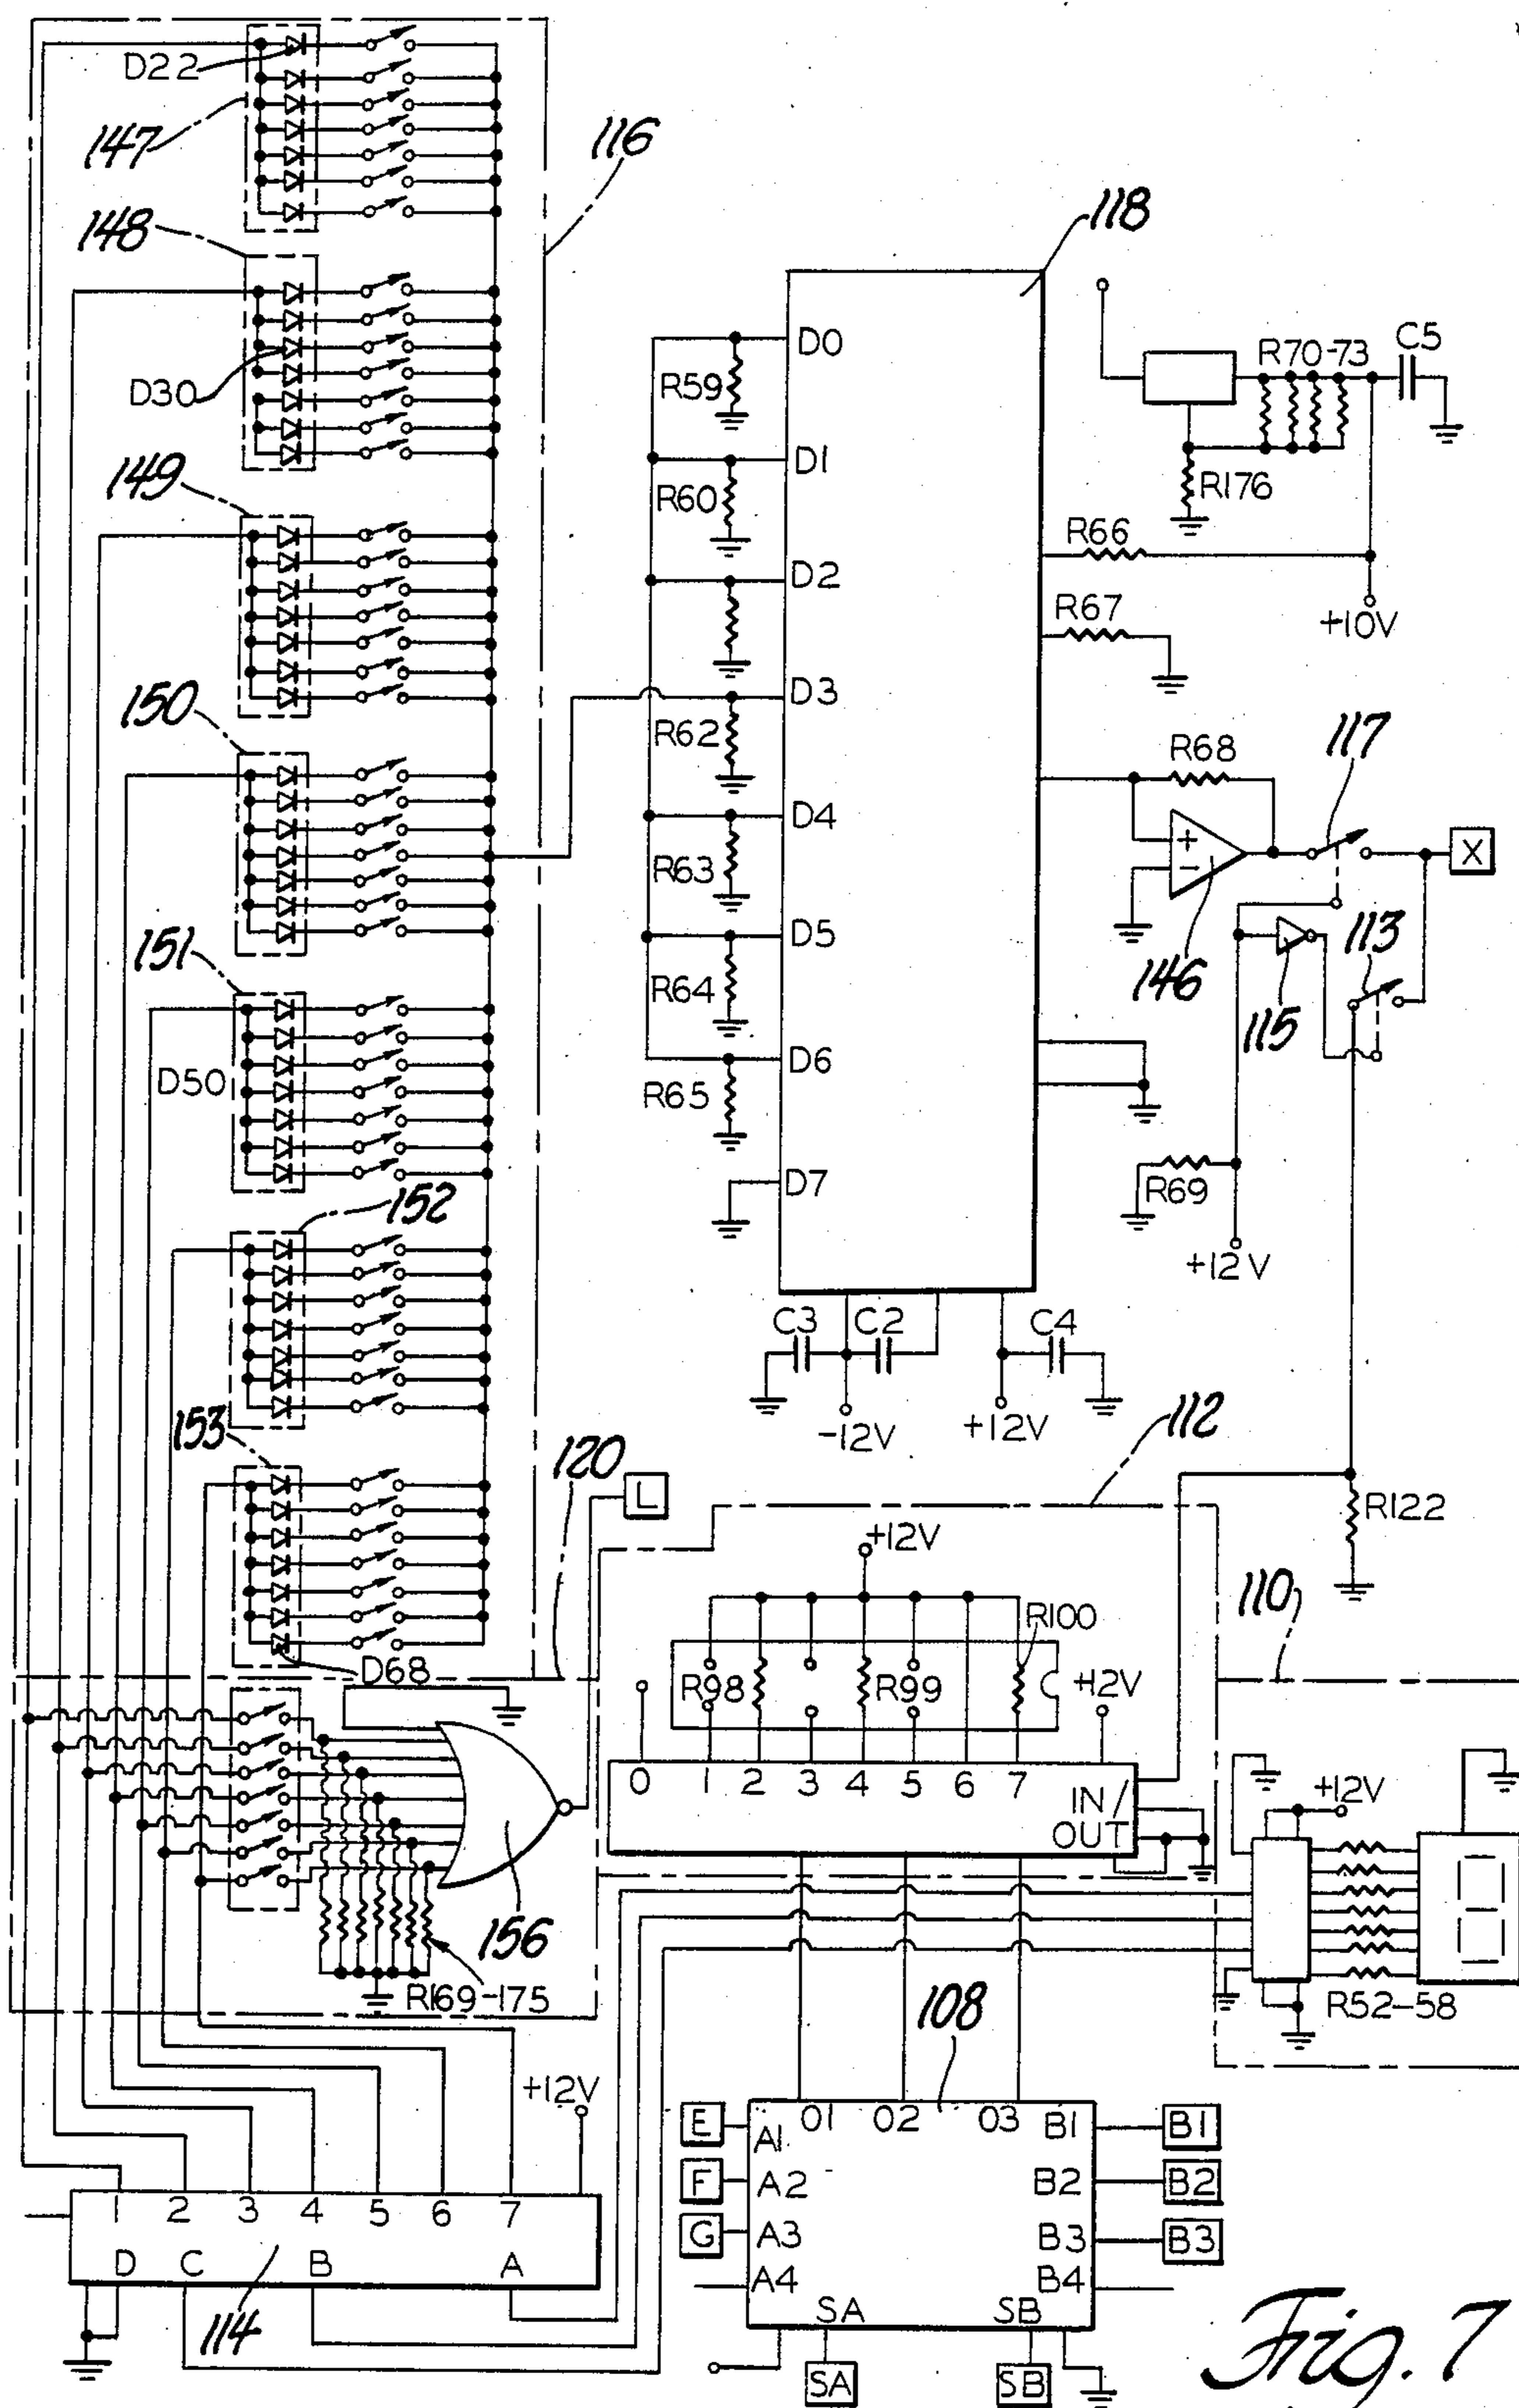 D22
147
116
148
118
D0
R70-73
C5
D30
R59
D1
149
R60
R176
R66
D2
R67
+10V
150
D3
R62
R68
117
D4
X
R63
+
−
151
D5
146
113
R64
115
D50
D6
R65
D7
R69
152
+12V
C3
C2
C4
112
153
-12V
+12V
120
L
R122
+12V
110
R100
D68
R98
R99
+12V
0 1 2 3 4 5 6 7
IN/
OUT
+12V
156
R169-175
R52-58
108
+12V
E
A1
01
02
03
B1
B1
F
A2
B2
B2
1 2 3 4 5 6 7
G
A3
B3
B3
D C B A
A4
B4
114
SA
SB
SA
SB
Fig. 7